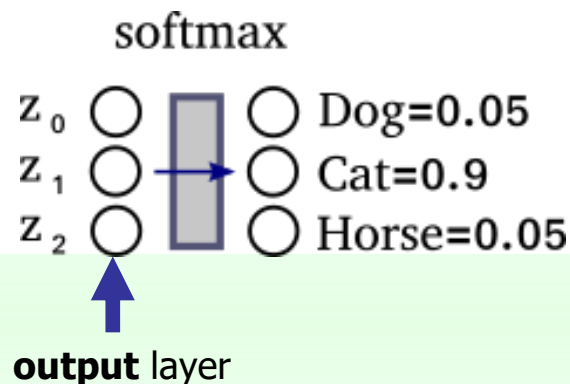 softmax
z₀ Dog=0.05
z₁ Cat=0.9
z₂ Horse=0.05
output layer